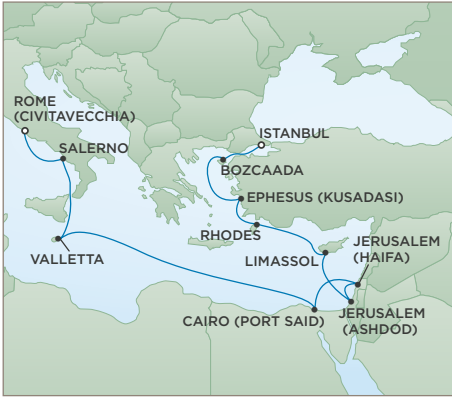 ROME
(CIVITAVECCHIA)
SALERNO
ISTANBUL
BOZCAADA
EPHESUS (KUSADASI)
RHODES
VALLETTA
LIMASSOL
JERUSALEM
(HAIFA)
CAIRO (PORT SAID)
JERUSALEM
(ASHDOD)